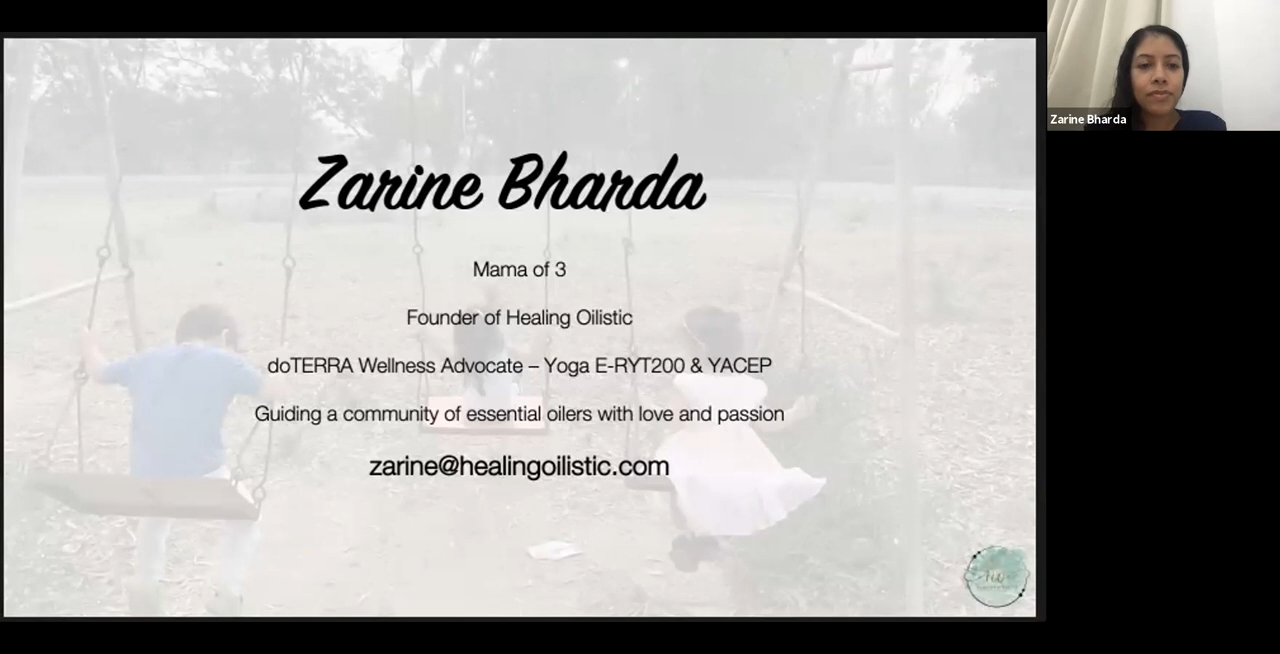 Zarine Bharda
Mama of 3
Founder of Healing Oilistic
doTERRA Wellness Advocate – Yoga E-RYT200 & YACEP
Guiding a community of essential oilers with love and passion
zarine@healingoilistic.com
Zarine Bharda